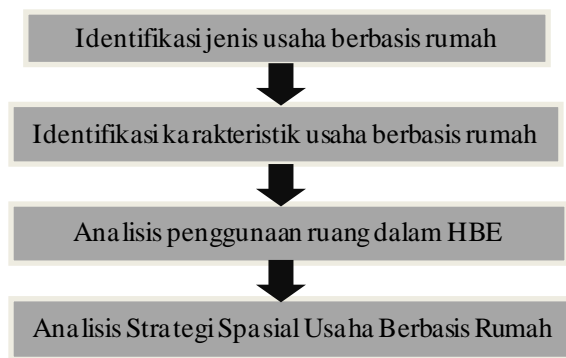 Identifikasi jenis usaha berbasis rumah
Identifikasi karakteristik usaha berbasis rumah
Analisis penggunaan ruang dalam HBE
Analisis Strategi Spasial Usaha Berbasis Rumah